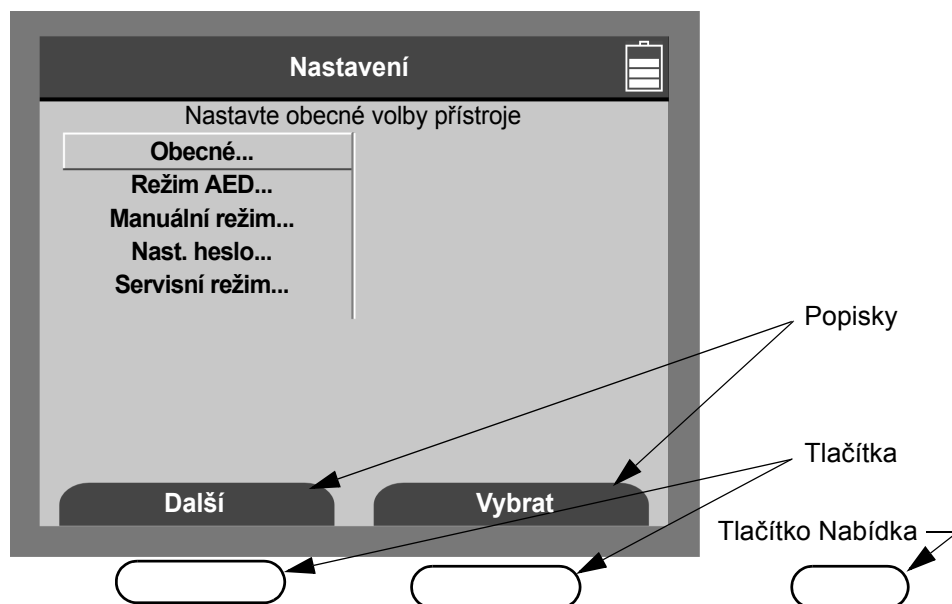 Nastavení
Nastavte obecné volby přístroje
Obecné...
Režim AED...
Manuální režim...
Nast. heslo...
Servisní režim...
Popisky
Tlačítka
Další
Vybrat
Tlačítko Nabídka